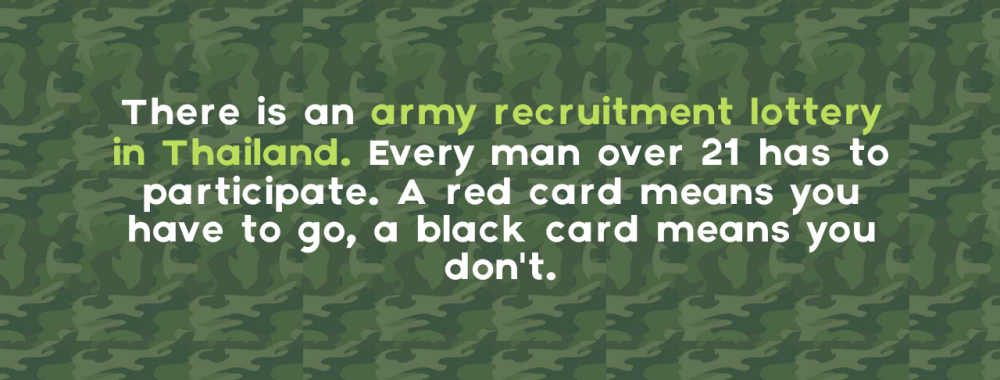 There is an army recruitment lottery
in Thailand. Every man over 21 has to
participate. A red card means you
have to go, a black card means you
don't.